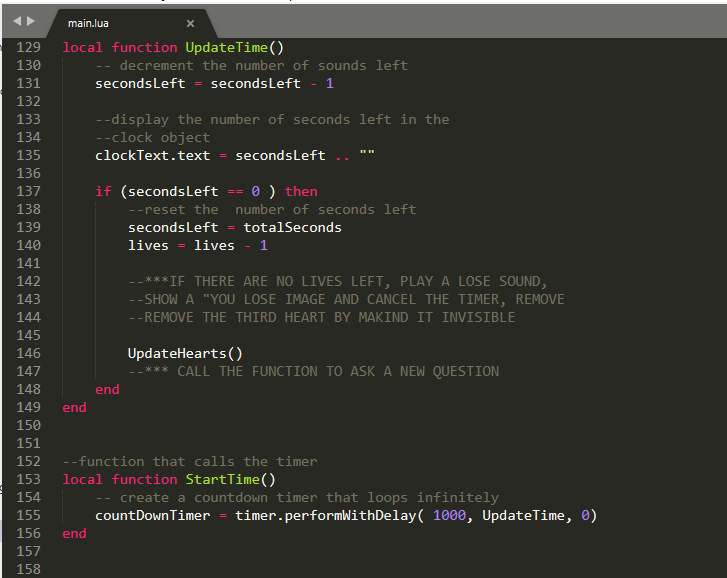 main.lua ×
129 local function UpdateTime()
130 -- decrement the number of sounds left
131 secondsLeft = secondsLeft - 1
132
133 --display the number of seconds left in the
134 --clock object
135 clockText.text = secondsLeft .. ""
136
137 if (secondsLeft == 0 ) then
138 --reset the  number of seconds left
139 secondsLeft = totalSeconds
140 lives = lives - 1
141
142 --***IF THERE ARE NO LIVES LEFT, PLAY A LOSE SOUND,
143 --SHOW A "YOU LOSE IMAGE AND CANCEL THE TIMER, REMOVE
144 --REMOVE THE THIRD HEART BY MAKIND IT INVISIBLE
145
146 UpdateHearts()
147 --*** CALL THE FUNCTION TO ASK A NEW QUESTION
148 end
149 end
150
151
152 --function that calls the timer
153 local function StartTime()
154 -- create a countdown timer that loops infinitely
155 countDownTimer = timer.performWithDelay( 1000, UpdateTime, 0)
156 end
157
158